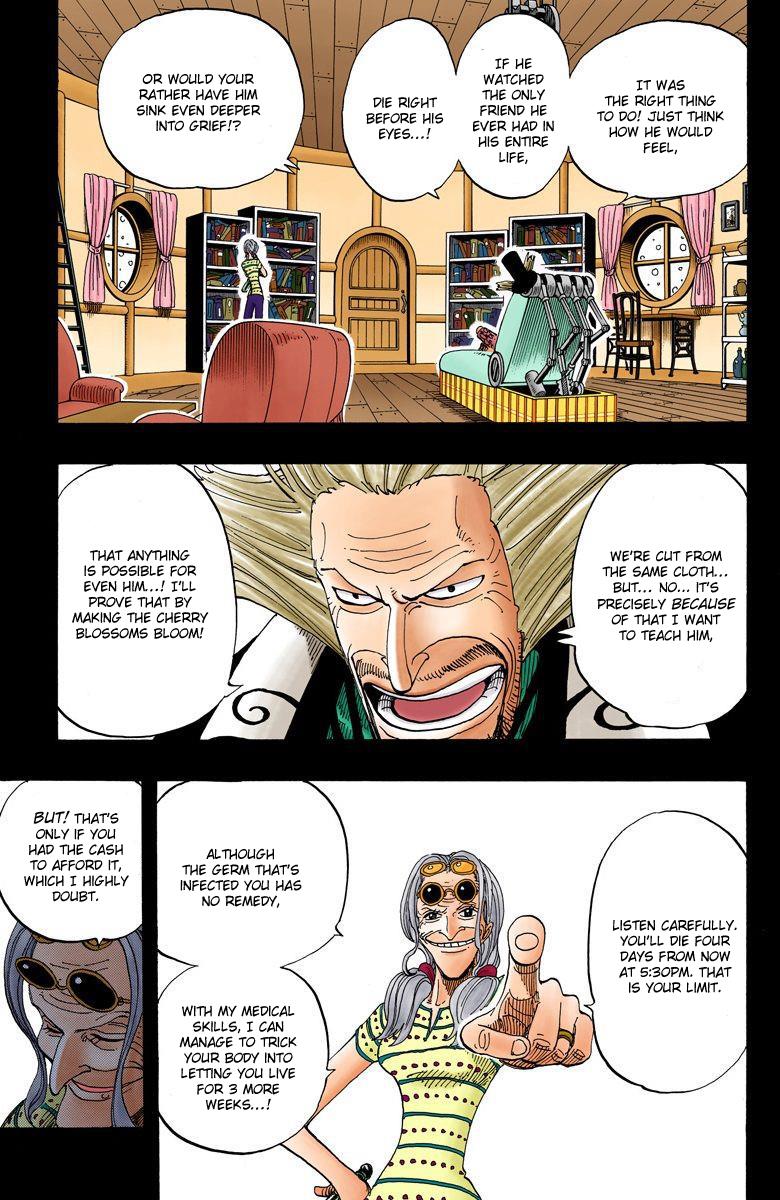 IT WAS
THE RIGHT THING
TO DO! JUST THINK
HOW HE WOULD
FEEL,
IF HE
WATCHED
THE ONLY
FRIEND HE
EVER HAD IN
HIS ENTIRE
LIFE,
DIE RIGHT
BEFORE HIS
EYES...!
OR WOULD YOUR
RATHER HAVE HIM
SINK EVEN DEEPER
INTO GRIEF!?
WE'RE CUT FROM
THE SAME CLOTH...
BUT... NO... IT'S
PRECISELY BECAUSE
OF THAT I WANT
TO TEACH HIM,
THAT ANYTHING
IS POSSIBLE FOR
EVEN HIM...! I'LL
PROVE THAT BY
MAKING THE CHERRY
BLOSSOMS BLOOM!
LISTEN CAREFULLY.
YOU'LL DIE FOUR
DAYS FROM NOW
AT 5:30PM. THAT
IS YOUR LIMIT.
ALTHOUGH
THE GERM THAT'S
INFECTED YOU HAS
NO REMEDY,
WITH MY MEDICAL
SKILLS, I CAN
MANAGE TO TRICK
YOUR BODY INTO
LETTING YOU LIVE
FOR 3 MORE
WEEKS...!
BUT! THAT'S
ONLY IF YOU
HAD THE CASH
TO AFFORD IT,
WHICH I HIGHLY
DOUBT.